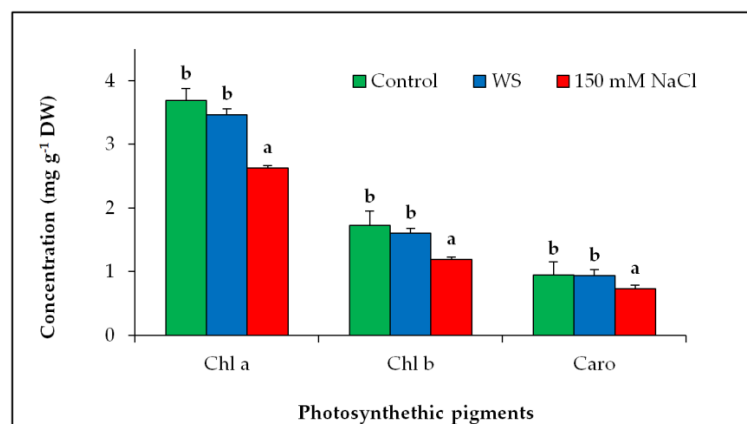 Concentration (mg g⁻¹ DW)
4
3
2
1
0
Control WS 150 mM NaCl
b b a
b b a
b b a
Chl a Chl b Caro
Photosynthethic pigments